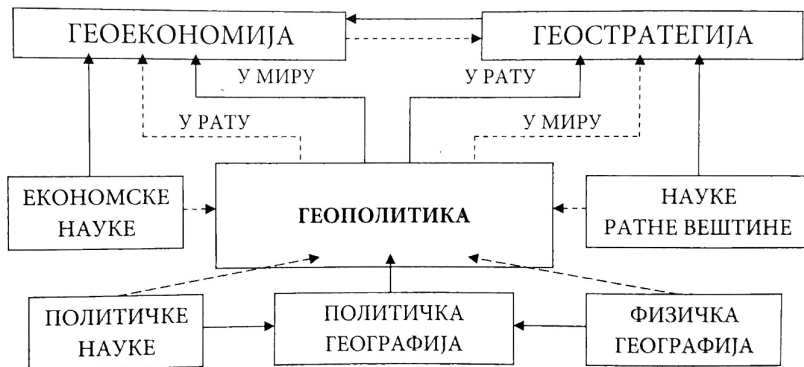 ГЕОЕКОНОМИЈА
ГЕОСТРАТЕГИЈА
У МИРУ
У РАТУ
У РАТУ
У МИРУ
ЕКОНОМСКЕ
НАУКЕ
ГЕОПОЛИТИКА
НАУКЕ
РАТНЕ ВЕШТИНЕ
ПОЛИТИЧКЕ
НАУКЕ
ПОЛИТИЧКА
ГЕОГРАФИЈА
ФИЗИЧКА
ГЕОГРАФИЈА